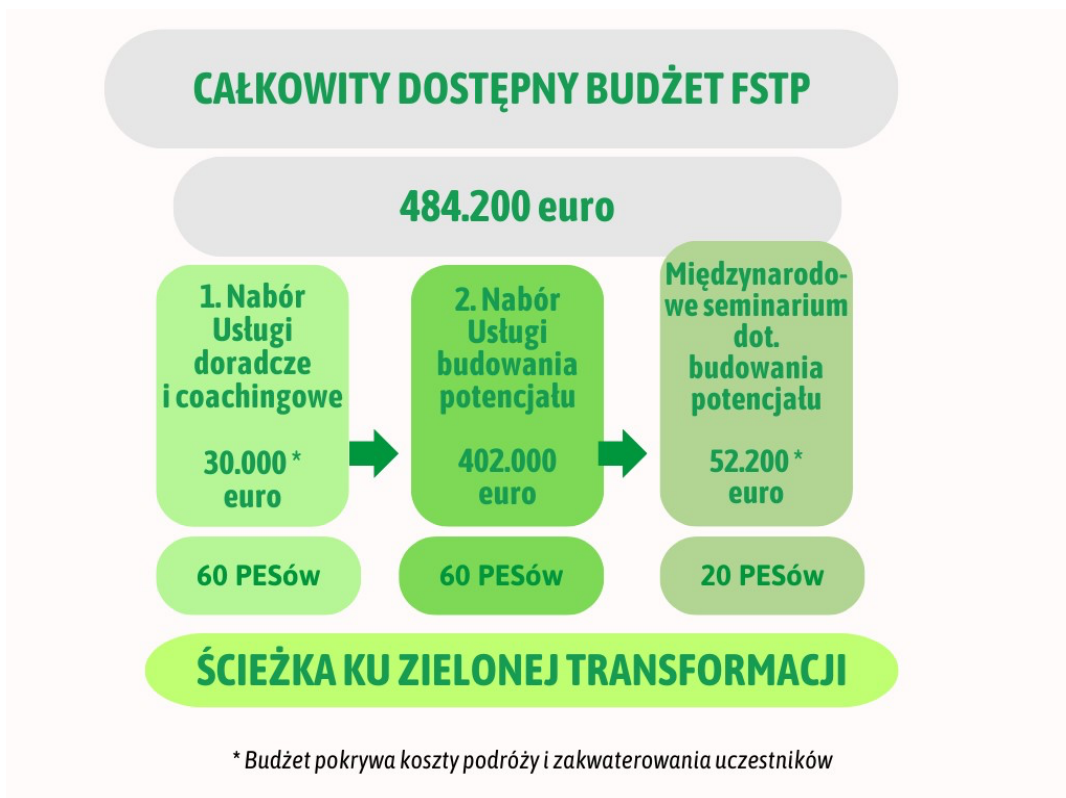 CAŁKOWITY DOSTĘPNY BUDŻET FSTP
484.200 euro
1. Nabór
Usługi
doradcze
i coachingowe
30.000 *
euro
2. Nabór
Usługi
budowania
potencjału
402.000
euro
Międzynarodo-
we seminarium
dot.
budowania
potencjału
52.200 *
euro
60 PESów
60 PESów
20 PESów
ŚCIEŻKA KU ZIELONEJ TRANSFORMACJI
* Budżet pokrywa koszty podróży i zakwaterowania uczestników